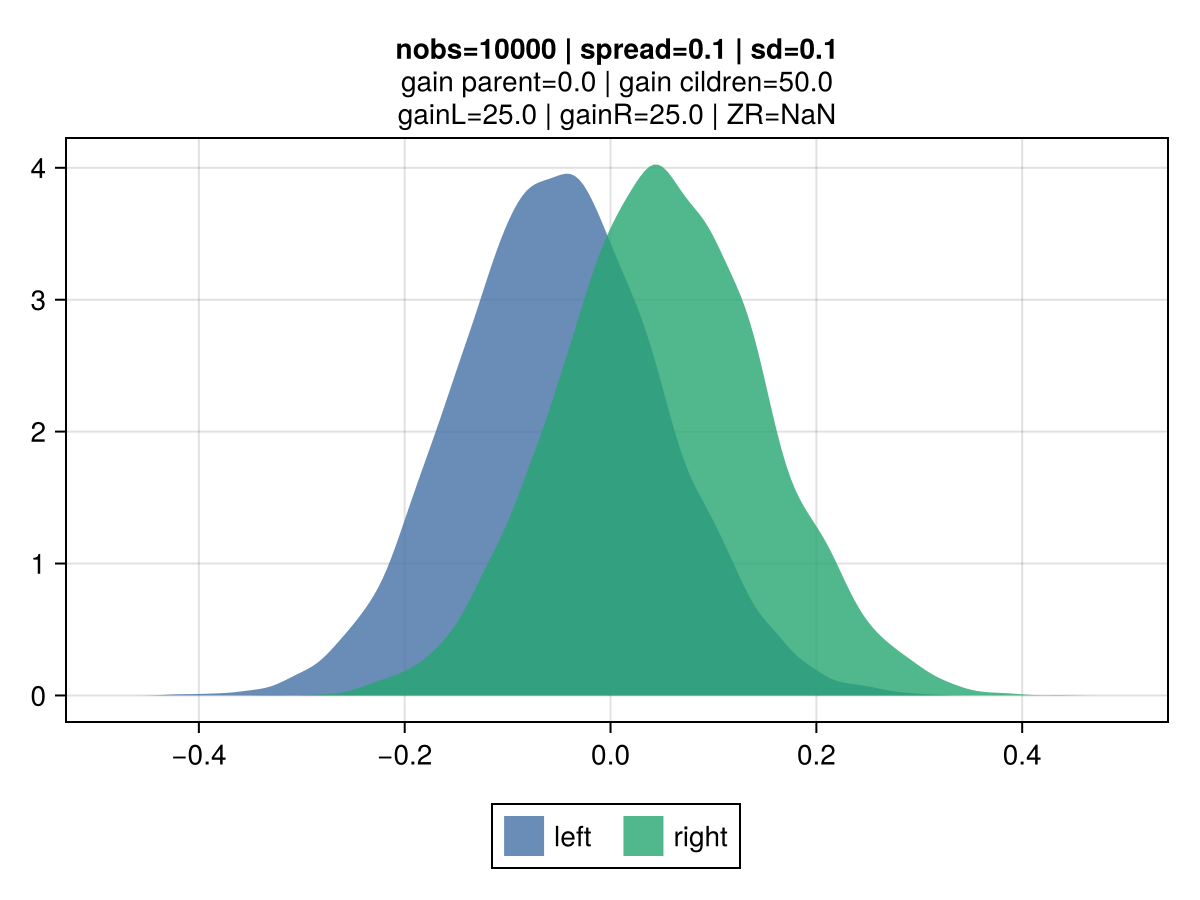 nobs=10000 | spread=0.1 | sd=0.1
gain parent=0.0 | gain cildren=50.0
gainL=25.0 | gainR=25.0 | ZR=NaN
4
3
2
1
0
−0.4 −0.2 0.0 0.2 0.4
left right